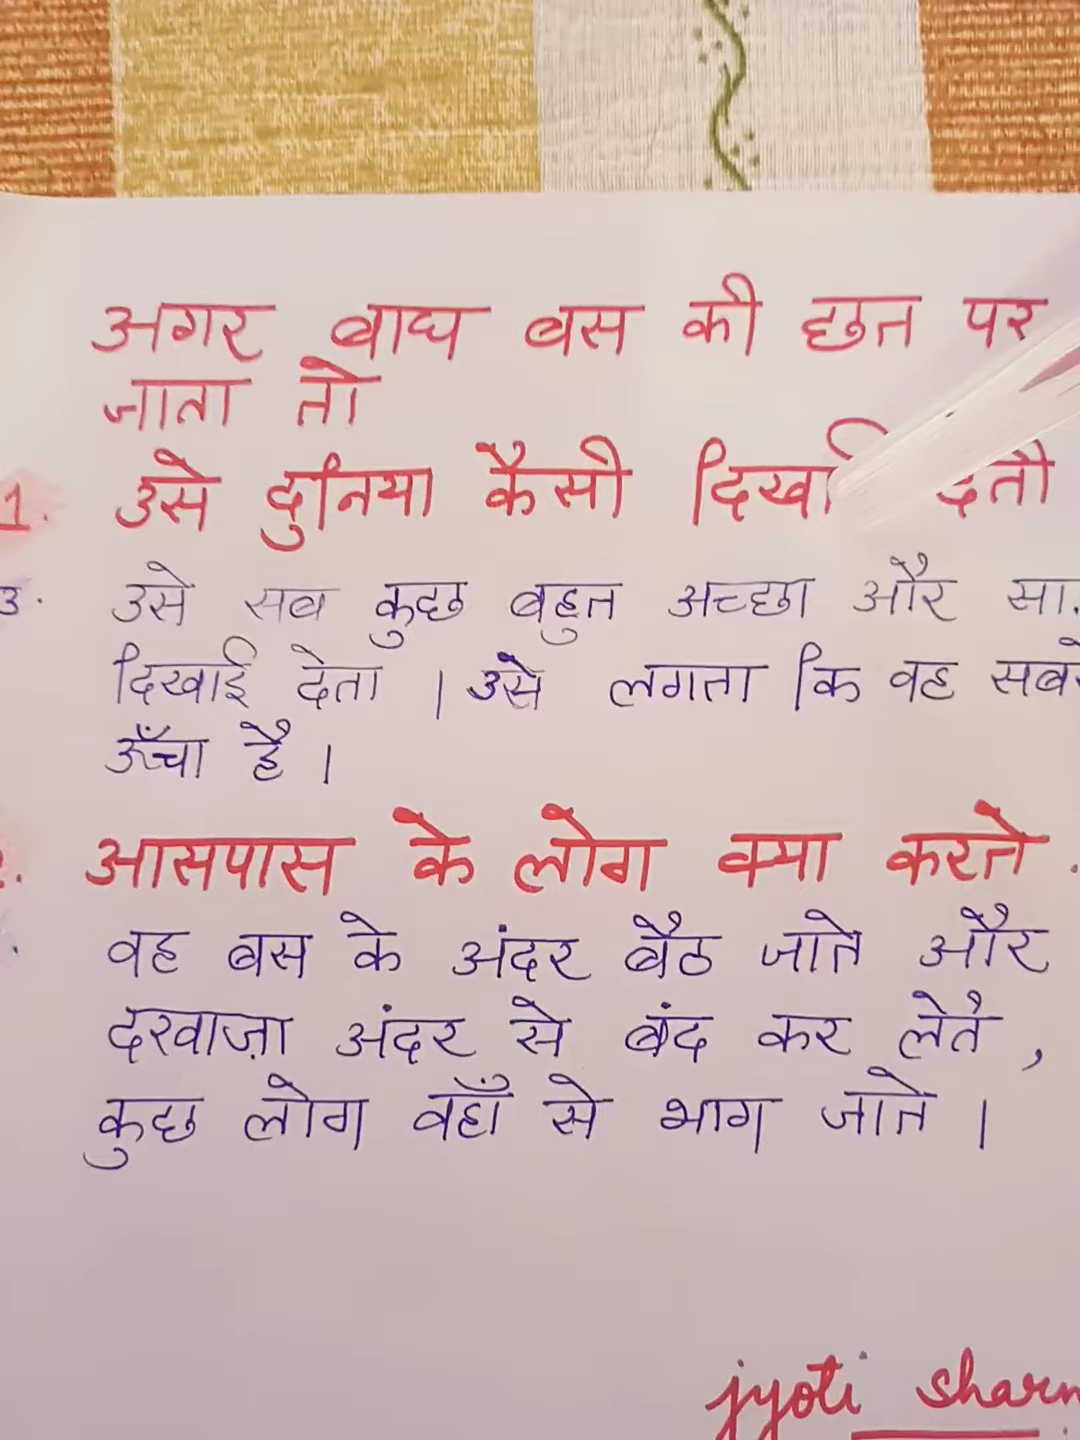 अगर बाघ बस की छत पर
जाता तो
1. उसे दुनिया कैसी देती
उ. उसे सब कुछ बहुत अच्छा और
दिखाई देता । उसे लगता कि वह
ऊँचा है ।
आसपास के लोग क्या करते
वह बस के अंदर बैठ जाते और
दरवाज़ा अंदर से बंद कर लेते ,
कुछ लोग वहाँ से भाग जाते ।
jyoti